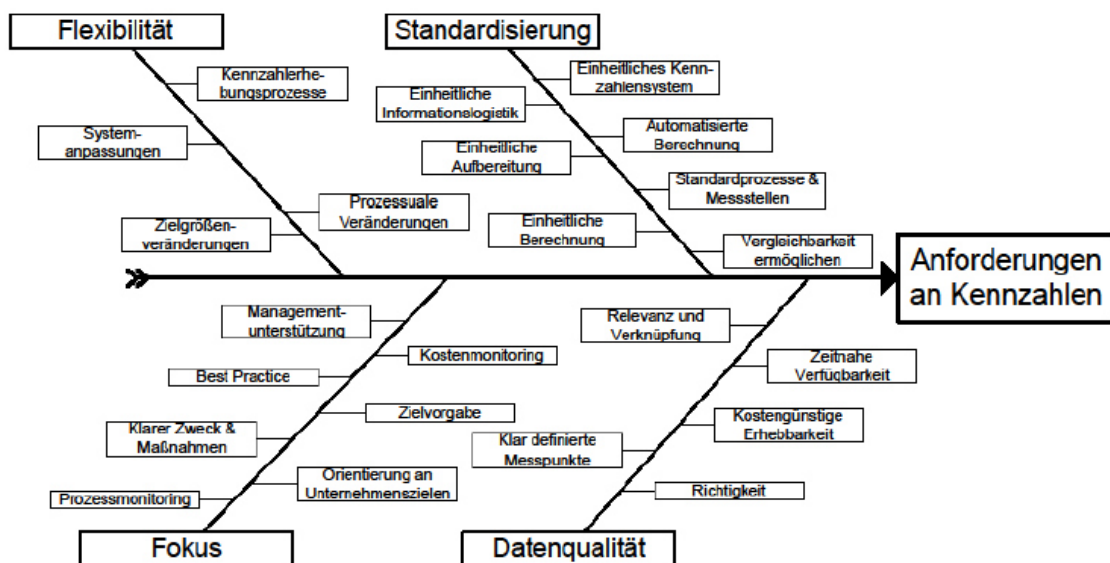 Flexibilität
Kennzahlerhe-
bungsprozesse
System-
anpassungen
Prozessuale
Veränderungen
Zielgrößen-
veränderungen
Standardisierung
Einheitliches Kenn-
zahlensystem
Einheitliche
Informationslogistik
Automatisierte
Berechnung
Einheitliche
Aufbereitung
Standardprozesse &
Messstellen
Einheitliche
Berechnung
Vergleichbarkeit
ermöglichen
Anforderungen
an Kennzahlen
Management-
unterstützung
Kostenmonitoring
Best Practice
Zielvorgabe
Klarer Zweck &
Maßnahmen
Orientierung an
Unternehmenszielen
Prozessmonitoring
Fokus
Relevanz und
Verknüpfung
Zeitnahe
Verfügbarkeit
Kostengünstige
Erhebbarkeit
Klar definierte
Messpunkte
Richtigkeit
Datenqualität